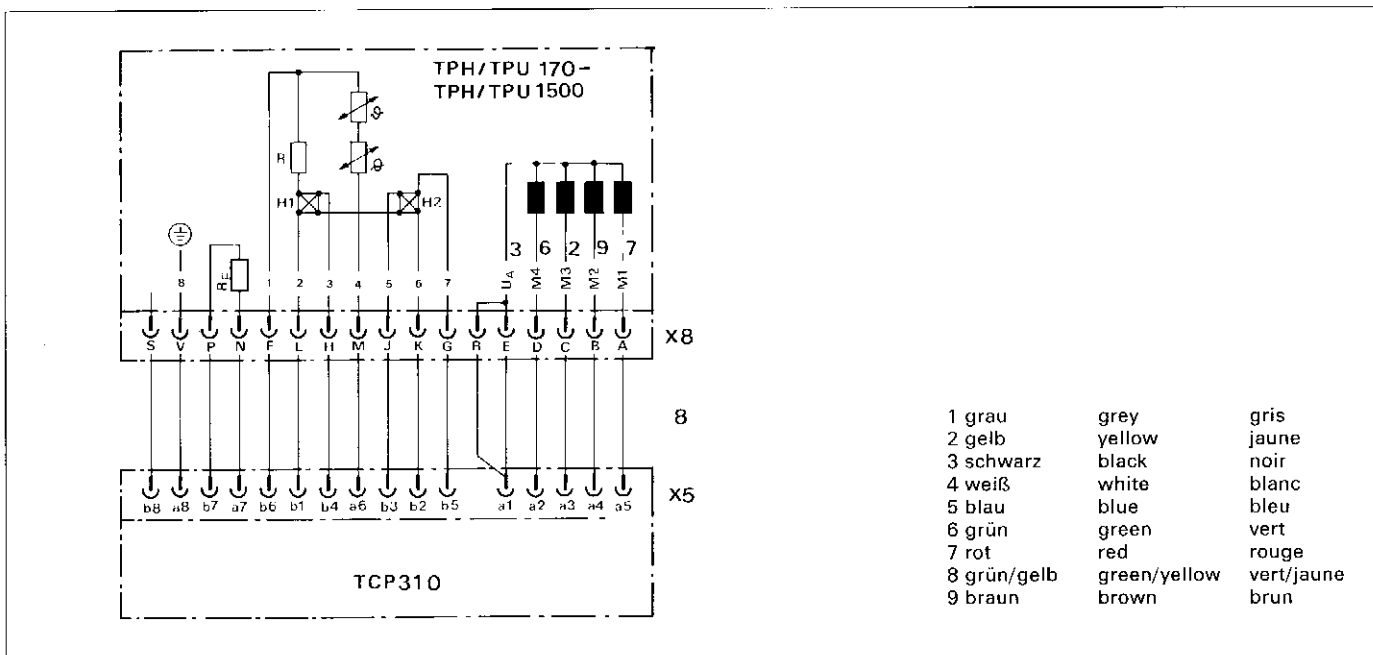 TPH/TPU 170-
TPH/TPU 1500
ϑ
ϑ
R
H1
H2
3 6 2 9 7
8
RE
1 2 3 4 5 6 7
UA M4 M3 M2 M1
S V P N F L H M J K G R E D C B A
X8
8
X5
b8 a8 b7 a7 b6 b1 b4 a6 b3 b2 b5 a1 a2 a3 a4 a5
TCP310
1 grau grey gris
2 gelb yellow jaune
3 schwarz black noir
4 weiß white blanc
5 blau blue bleu
6 grün green vert
7 rot red rouge
8 grün/gelb green/yellow vert/jaune
9 braun brown brun